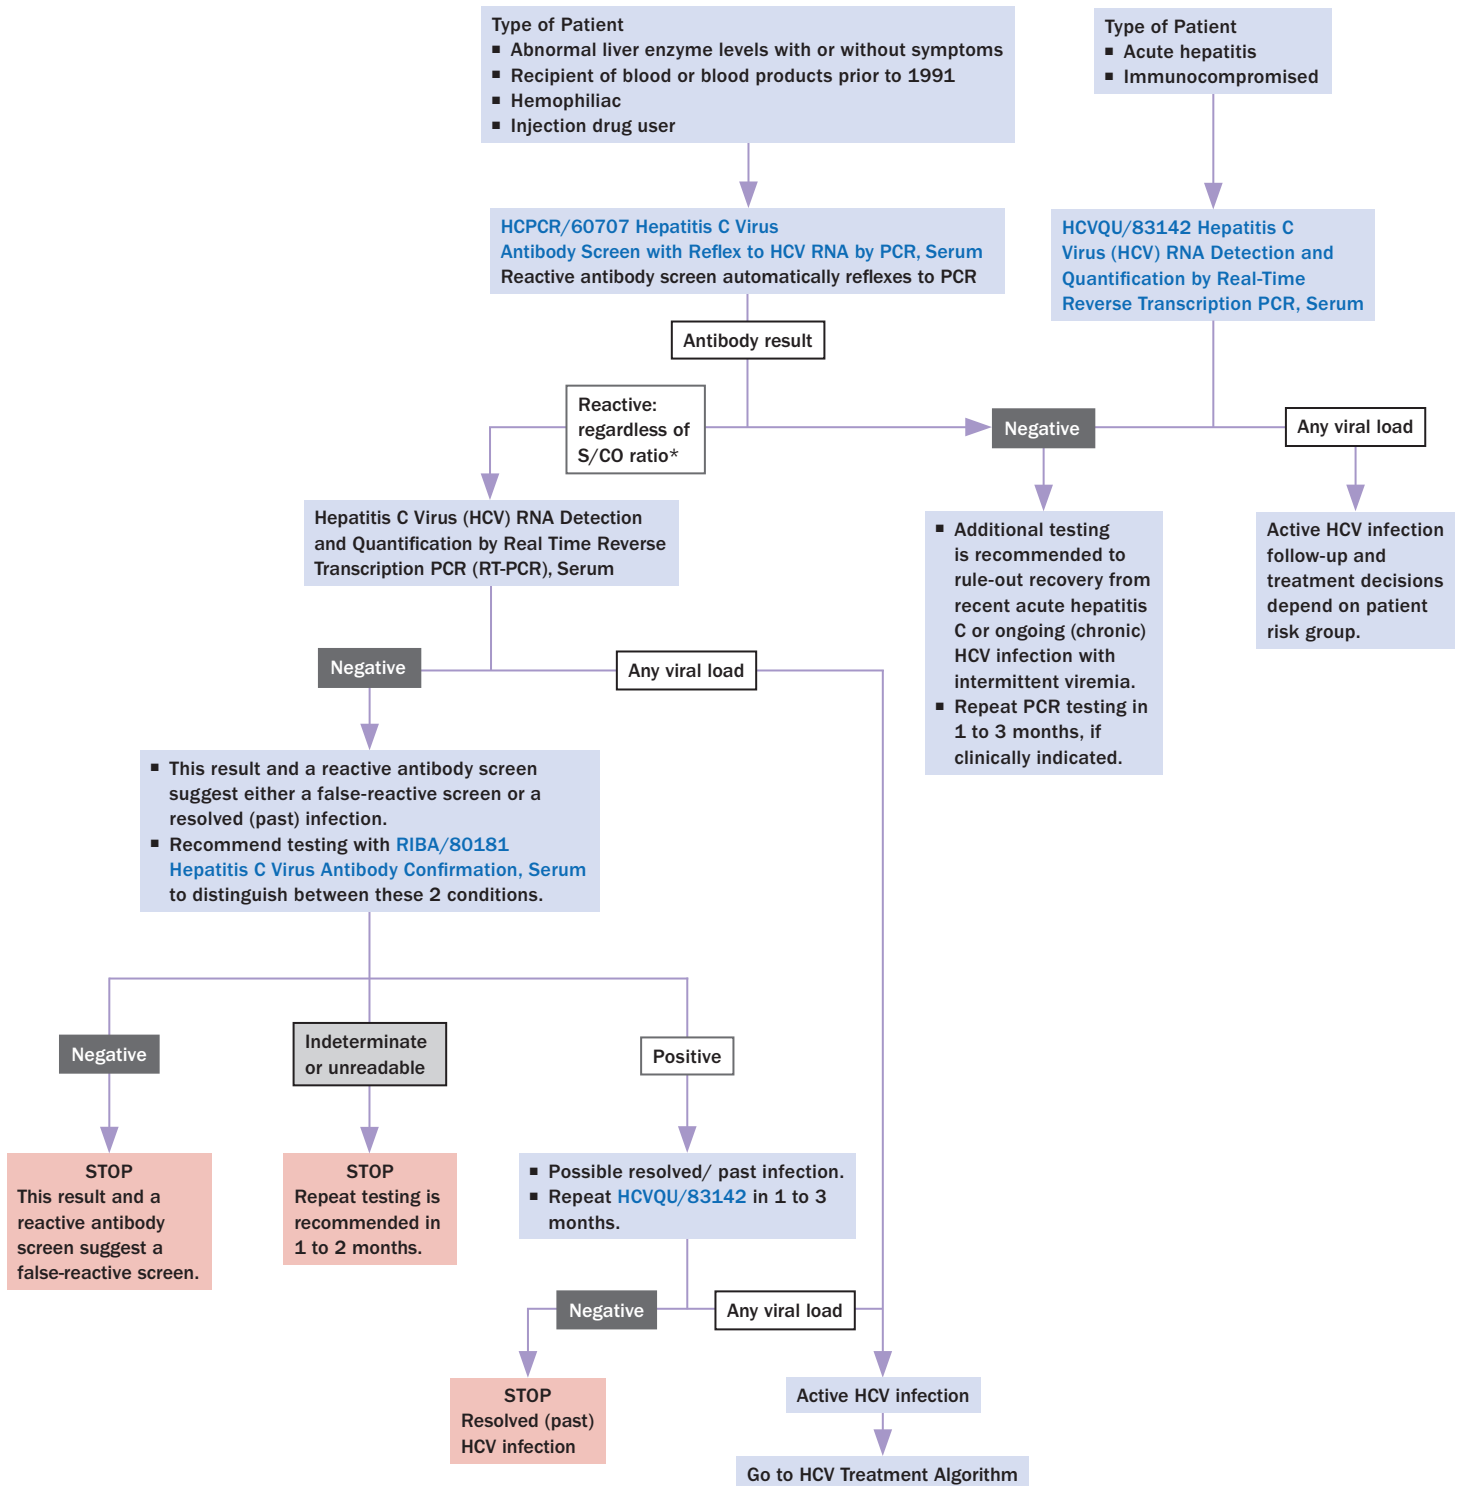 Type of Patient
▪ Abnormal liver enzyme levels with or without symptoms
▪ Recipient of blood or blood products prior to 1991
▪ Hemophiliac
▪ Injection drug user
Type of Patient
▪ Acute hepatitis
▪ Immunocompromised
HCPCR/60707 Hepatitis C Virus
Antibody Screen with Reflex to HCV RNA by PCR, Serum
Reactive antibody screen automatically reflexes to PCR
HCVQU/83142 Hepatitis C
Virus (HCV) RNA Detection and
Quantification by Real-Time
Reverse Transcription PCR, Serum
Antibody result
Reactive:
regardless of
S/CO ratio*
Negative
Any viral load
Hepatitis C Virus (HCV) RNA Detection
and Quantification by Real Time Reverse
Transcription PCR (RT-PCR), Serum
▪ Additional testing
is recommended to
rule-out recovery from
recent acute hepatitis
C or ongoing (chronic)
HCV infection with
intermittent viremia.
▪ Repeat PCR testing in
1 to 3 months, if
clinically indicated.
Active HCV infection
follow-up and
treatment decisions
depend on patient
risk group.
Negative
Any viral load
▪ This result and a reactive antibody screen
suggest either a false-reactive screen or a
resolved (past) infection.
▪ Recommend testing with RIBA/80181
Hepatitis C Virus Antibody Confirmation, Serum
to distinguish between these 2 conditions.
Negative
Indeterminate
or unreadable
Positive
STOP
This result and a
reactive antibody
screen suggest a
false-reactive screen.
STOP
Repeat testing is
recommended in
1 to 2 months.
▪ Possible resolved/ past infection.
▪ Repeat HCVQU/83142 in 1 to 3
months.
Negative
Any viral load
STOP
Resolved (past)
HCV infection
Active HCV infection
Go to HCV Treatment Algorithm